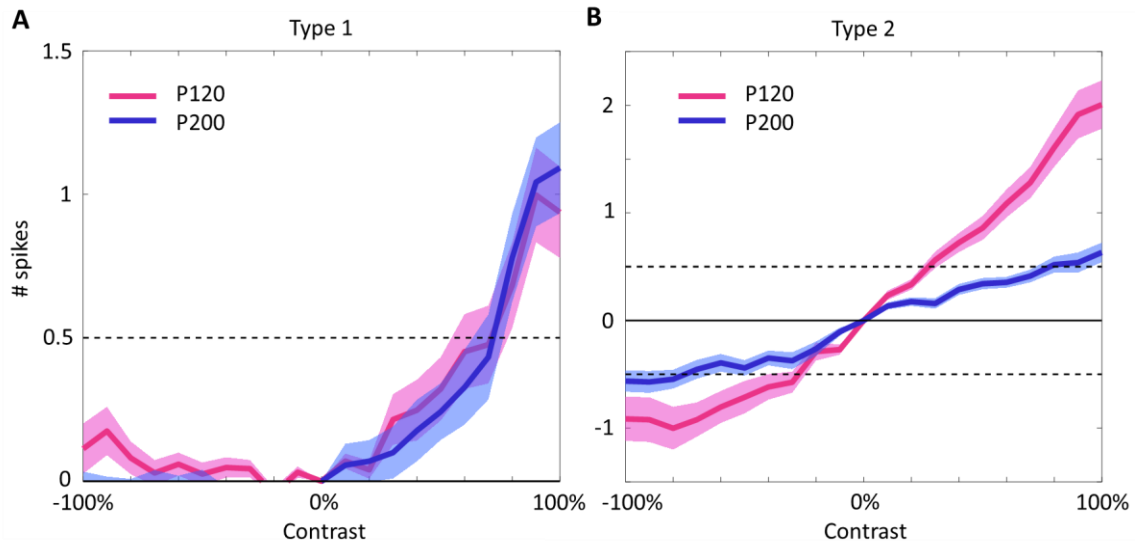 A
Type 1
1.5
P120
P200
1
# spikes
0.5
0
-100%
0%
100%
Contrast
B
Type 2
P120
P200
2
1
0
-1
-100%
0%
100%
Contrast